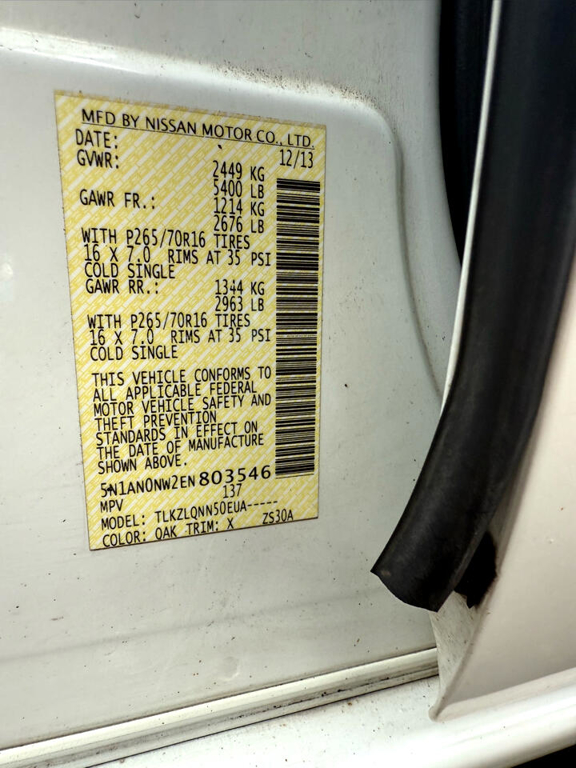 MFD BY NISSAN MOTOR CO., LTD.
DATE: 12/13
GVWR: 2449 KG
5400 LB
GAWR FR.: 1214 KG
2676 LB
WITH P265/70R16 TIRES
16 X 7.0 RIMS AT 35 PSI
COLD SINGLE
GAWR RR.: 1344 KG
2963 LB
WITH P265/70R16 TIRES
16 X 7.0 RIMS AT 35 PSI
COLD SINGLE
THIS VEHICLE CONFORMS TO
ALL APPLICABLE FEDERAL
MOTOR VEHICLE SAFETY AND
THEFT PREVENTION
STANDARDS IN EFFECT ON
THE DATE OF MANUFACTURE
SHOWN ABOVE.
5N1AN0NW2EN803546
MPV 137
MODEL: TLKZLQNN50EUA-----
COLOR: OAK TRIM: X ZS30A